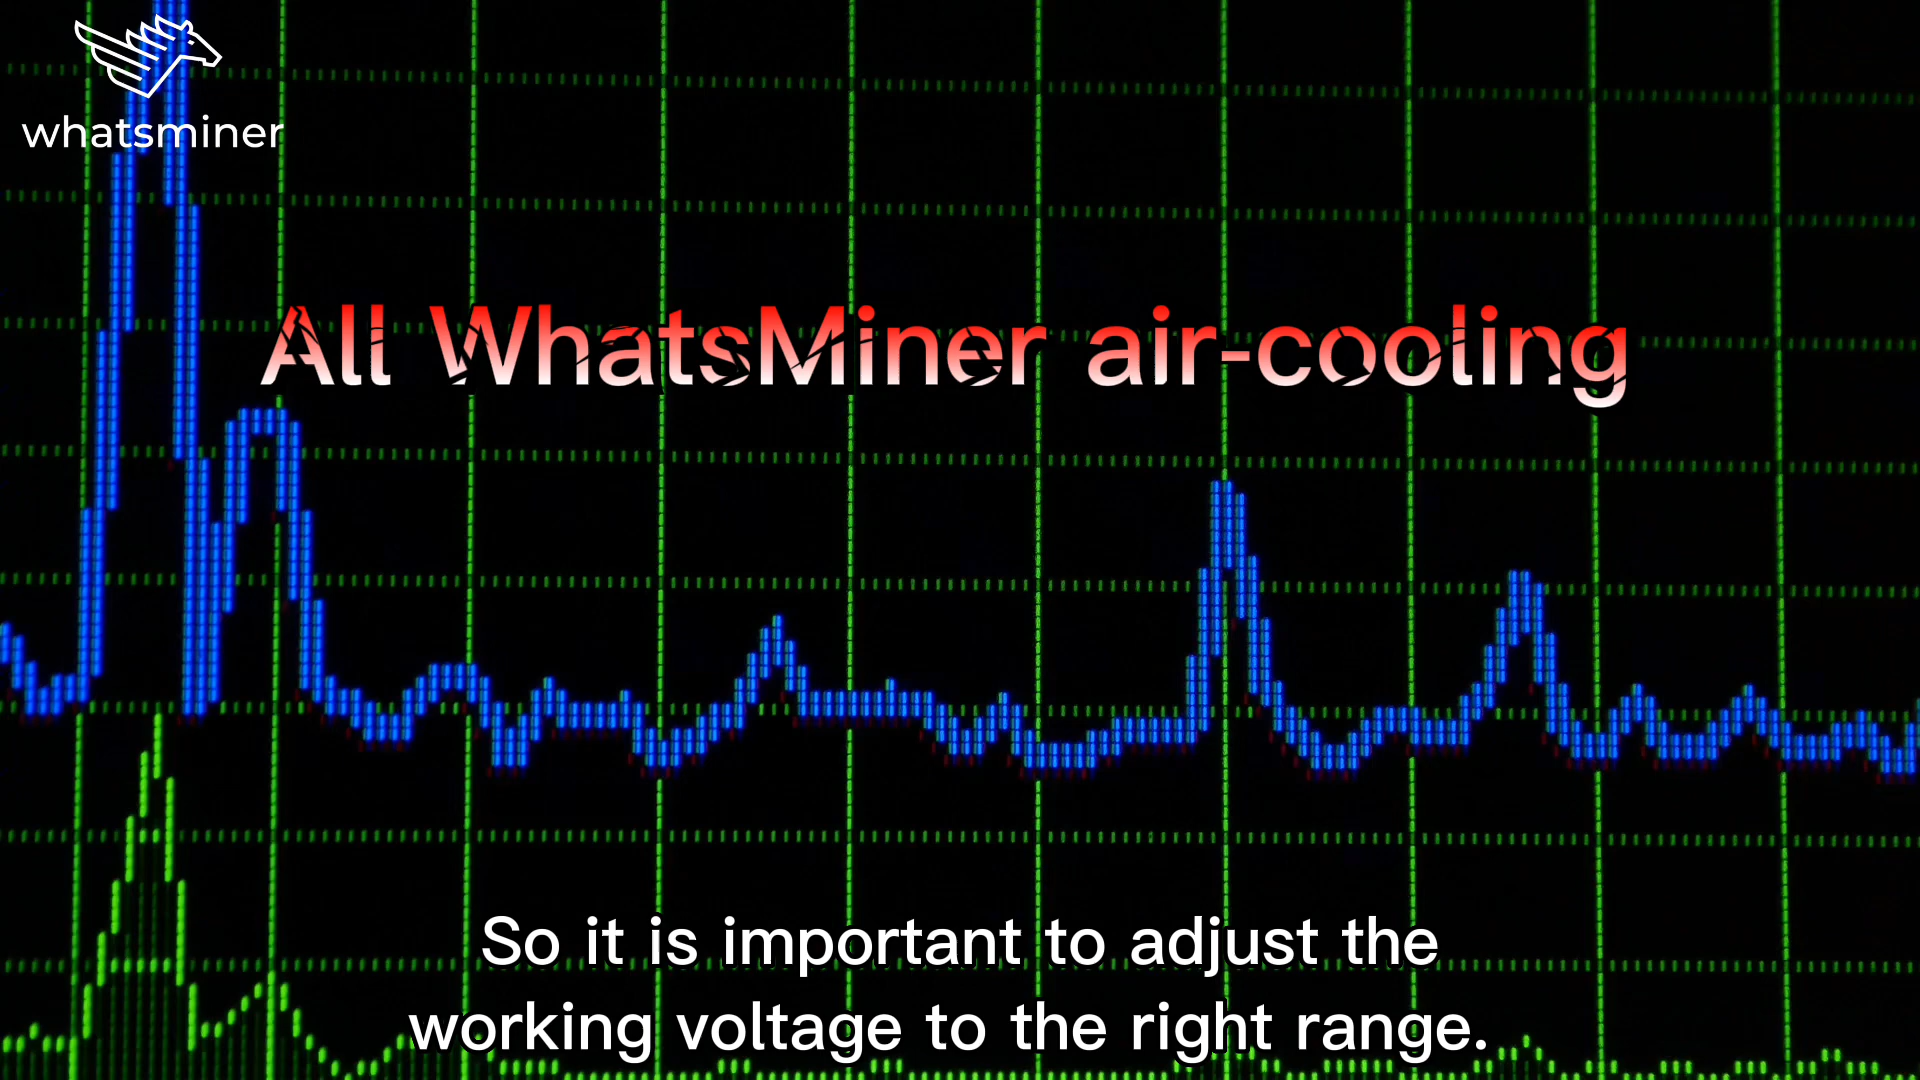 whatsminer
All WhatsMiner air-cooling
So it is important to adjust the
working voltage to the right range.